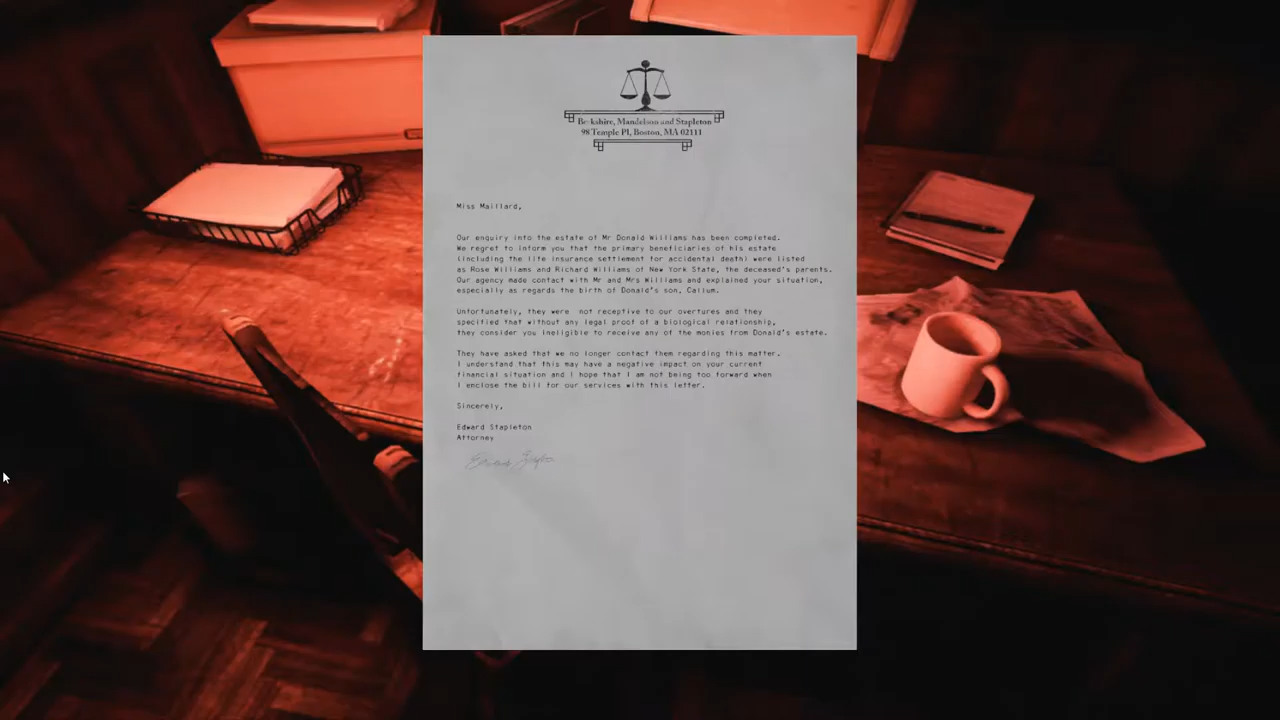 Berkshire, Mandelson and Stapleton
98 Temple Pl, Boston, MA 02111
Miss Maillard,
Our enquiry into the estate of Mr Donald Williams has been completed.
We regret to inform you that the primary beneficiaries of his estate
(including the life insurance settlement for accidental death) were listed
as Rose Williams and Richard Williams of New York State, the deceased's parents.
Our agency made contact with Mr and Mrs Williams and explained your situation,
especially as regards the birth of Donald's son, Callum.
Unfortunately, they were  not receptive to our overtures and they
specified that without any legal proof of a biological relationship,
they consider you ineligible to receive any of the monies from Donald's estate.
They have asked that we no longer contact them regarding this matter.
I understand that this may have a negative impact on your current
financial situation and I hope that I am not being too forward when
I enclose the bill for our services with this letter.
Sincerely,
Edward Stapleton
Attorney